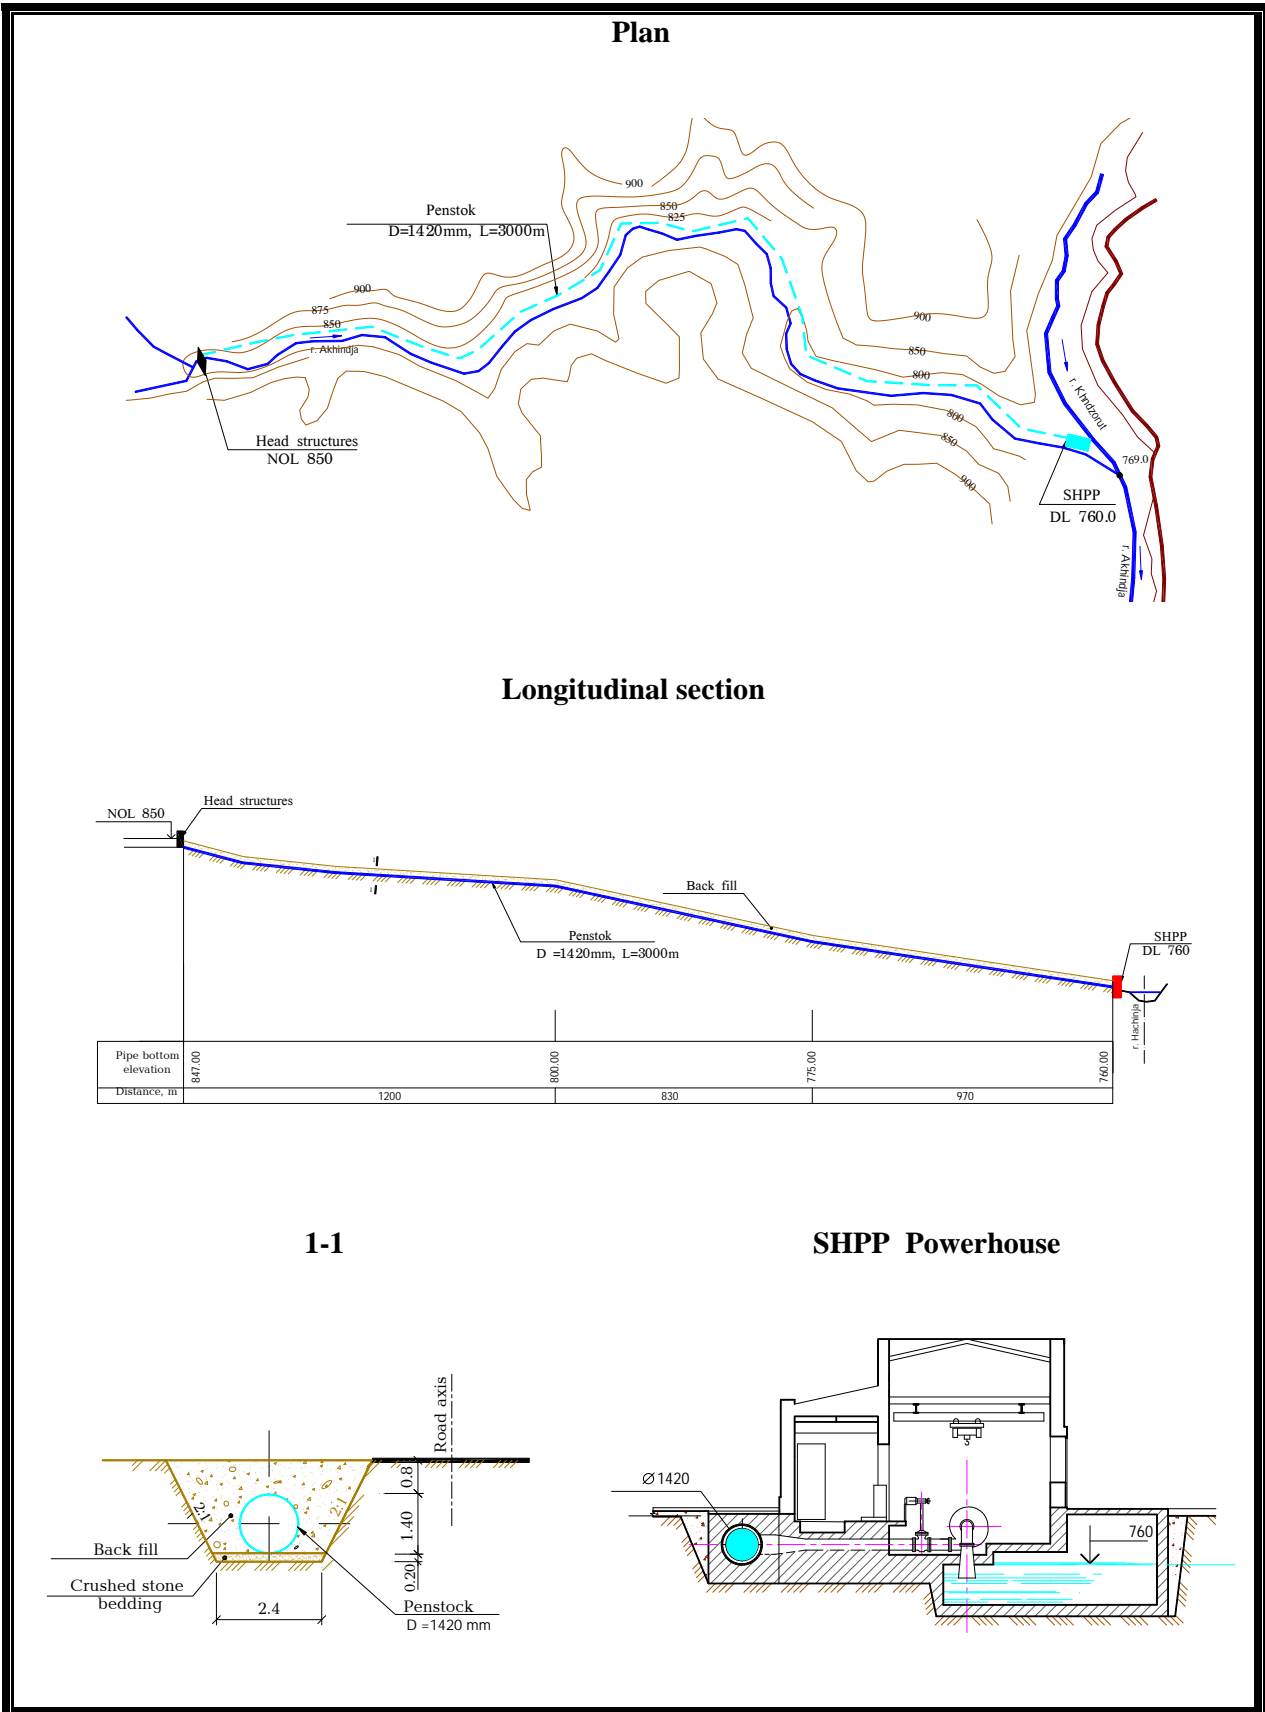 Plan
900
850
825
Penstok
D=1420mm, L=3000m
900
875
850
r. Akhindja
900
850
800
800
850
900
r. Khndzorut
Head structures
NOL 850
769.0
SHPP
DL 760.0
r. Akhindja
Longitudinal section
Head structures
NOL 850
1
1
Back fill
Penstok
D =1420mm, L=3000m
SHPP
DL 760
r. Hachinja
Pipe bottom
elevation
847.00
800.00
775.00
760.00
Distance, m
1200
830
970
1-1
SHPP Powerhouse
Road axis
0.8
2:1
2:1
1.40
0.20
Back fill
Crushed stone
bedding
2.4
Penstock
D =1420 mm
Ø1420
760